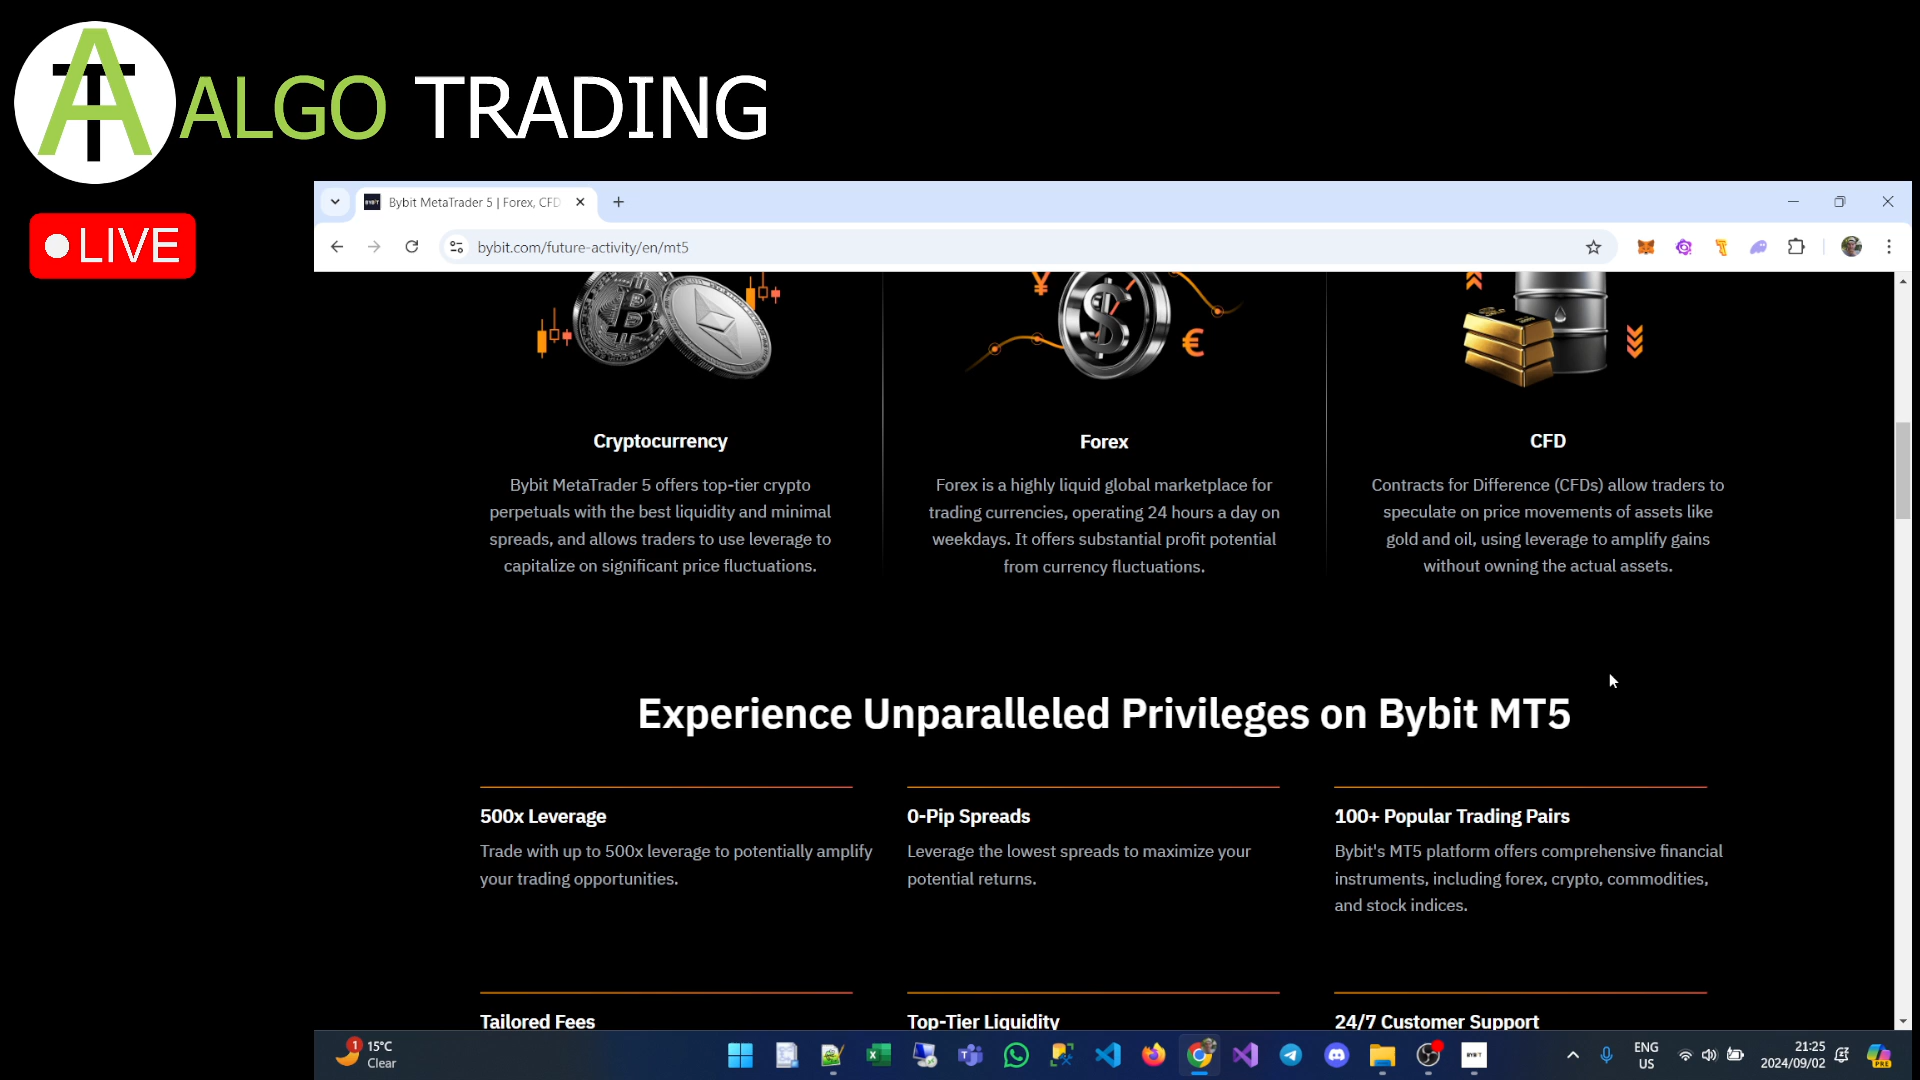 ALGO TRADING
LIVE
Bybit MetaTrader 5 | Forex, CFD
bybit.com/future-activity/en/mt5
Cryptocurrency
Bybit MetaTrader 5 offers top-tier crypto
perpetuals with the best liquidity and minimal
spreads, and allows traders to use leverage to
capitalize on significant price fluctuations.
Forex
Forex is a highly liquid global marketplace for
trading currencies, operating 24 hours a day on
weekdays. It offers substantial profit potential
from currency fluctuations.
CFD
Contracts for Difference (CFDs) allow traders to
speculate on price movements of assets like
gold and oil, using leverage to amplify gains
without owning the actual assets.
Experience Unparalleled Privileges on Bybit MT5
500x Leverage
Trade with up to 500x leverage to potentially amplify
your trading opportunities.
0-Pip Spreads
Leverage the lowest spreads to maximize your
potential returns.
100+ Popular Trading Pairs
Bybit's MT5 platform offers comprehensive financial
instruments, including forex, crypto, commodities,
and stock indices.
Tailored Fees
Top-Tier Liquidity
24/7 Customer Support
1
15°C
Clear
ENG
US
21:25
2024/09/02
PRE